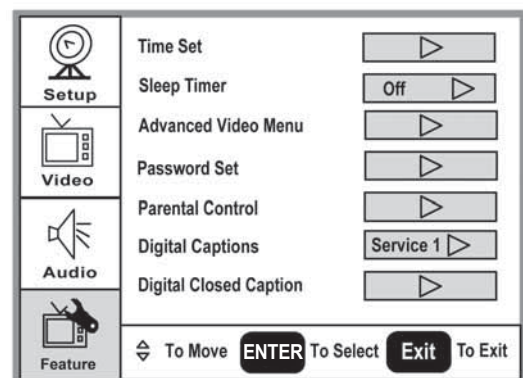 Setup
Video
Audio
Feature
Time Set
Sleep Timer Off
Advanced Video Menu
Password Set
Parental Control
Digital Captions Service 1
Digital Closed Caption
To Move ENTER To Select Exit To Exit